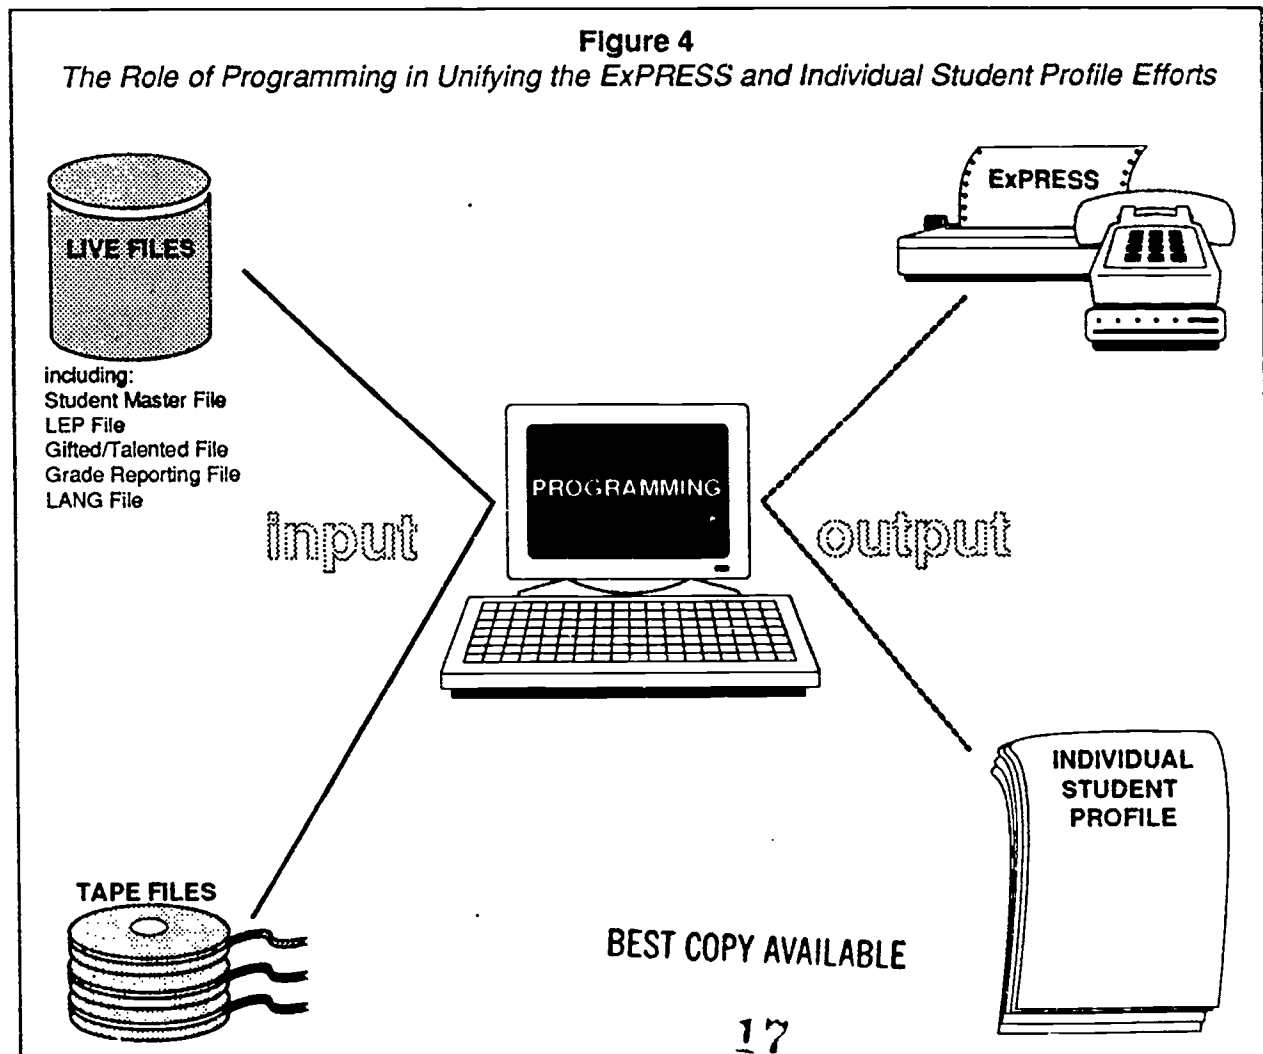 Figure 4
The Role of Programming in Unifying the ExPRESS and Individual Student Profile Efforts
LIVE FILES
including:
Student Master File
LEP File
Gifted/Talented File
Grade Reporting File
LANG File
input
PROGRAMMING
output
ExPRESS
INDIVIDUAL
STUDENT
PROFILE
TAPE FILES
BEST COPY AVAILABLE
17